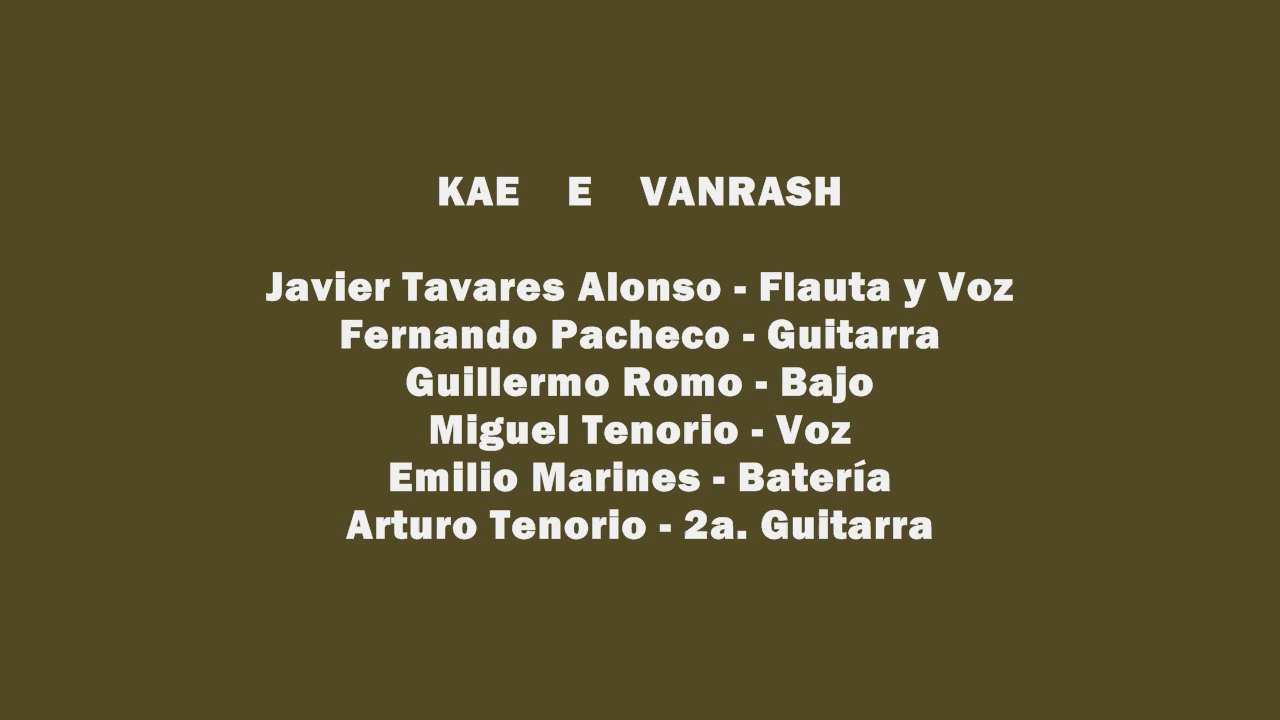 KAE E VANRASH
Javier Tavares Alonso - Flauta y Voz
Fernando Pacheco - Guitarra
Guillermo Romo - Bajo
Miguel Tenorio - Voz
Emilio Marines - Batería
Arturo Tenorio - 2a. Guitarra